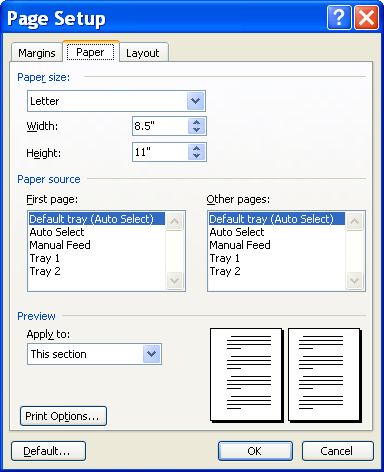 Page Setup
Margins Paper Layout
Paper size:
Letter
Width: 8.5"
Height: 11"
Paper source
First page: Other pages:
Default tray (Auto Select) Default tray (Auto Select)
Auto Select Auto Select
Manual Feed Manual Feed
Tray 1 Tray 1
Tray 2 Tray 2
Preview
Apply to:
This section
Print Options...
Default... OK Cancel